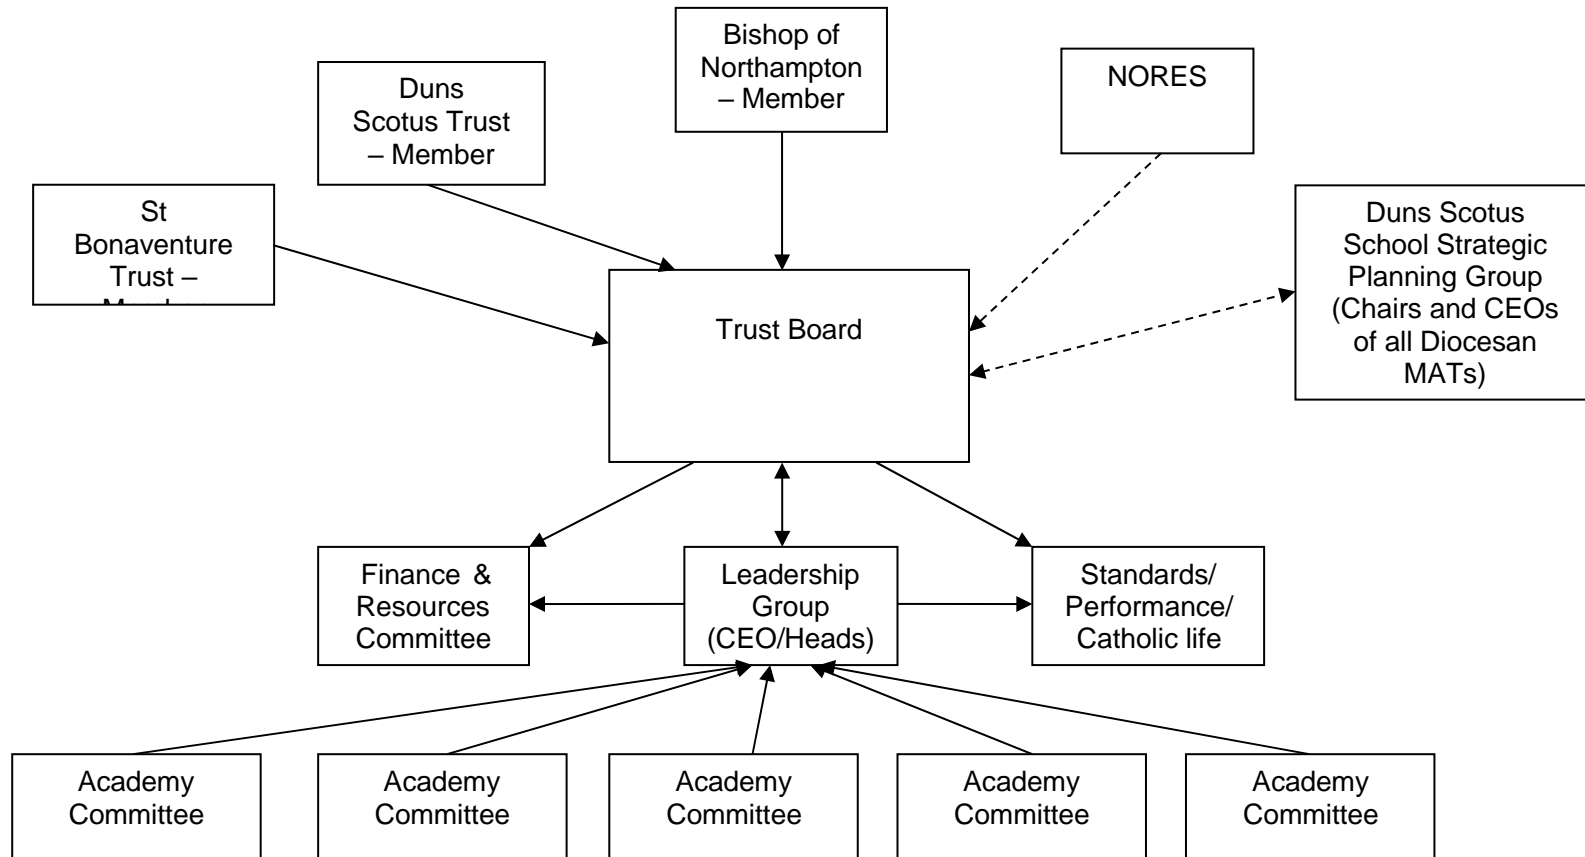 Bishop of
Northampton
– Member
NORES
Duns
Scotus Trust
– Member
St
Bonaventure
Trust –
Duns Scotus
School Strategic
Planning Group
(Chairs and CEOs
of all Diocesan
MATs)
Trust Board
Finance &
Resources
Committee
Leadership
Group
(CEO/Heads)
Standards/
Performance/
Catholic life
Academy
Committee
Academy
Committee
Academy
Committee
Academy
Committee
Academy
Committee